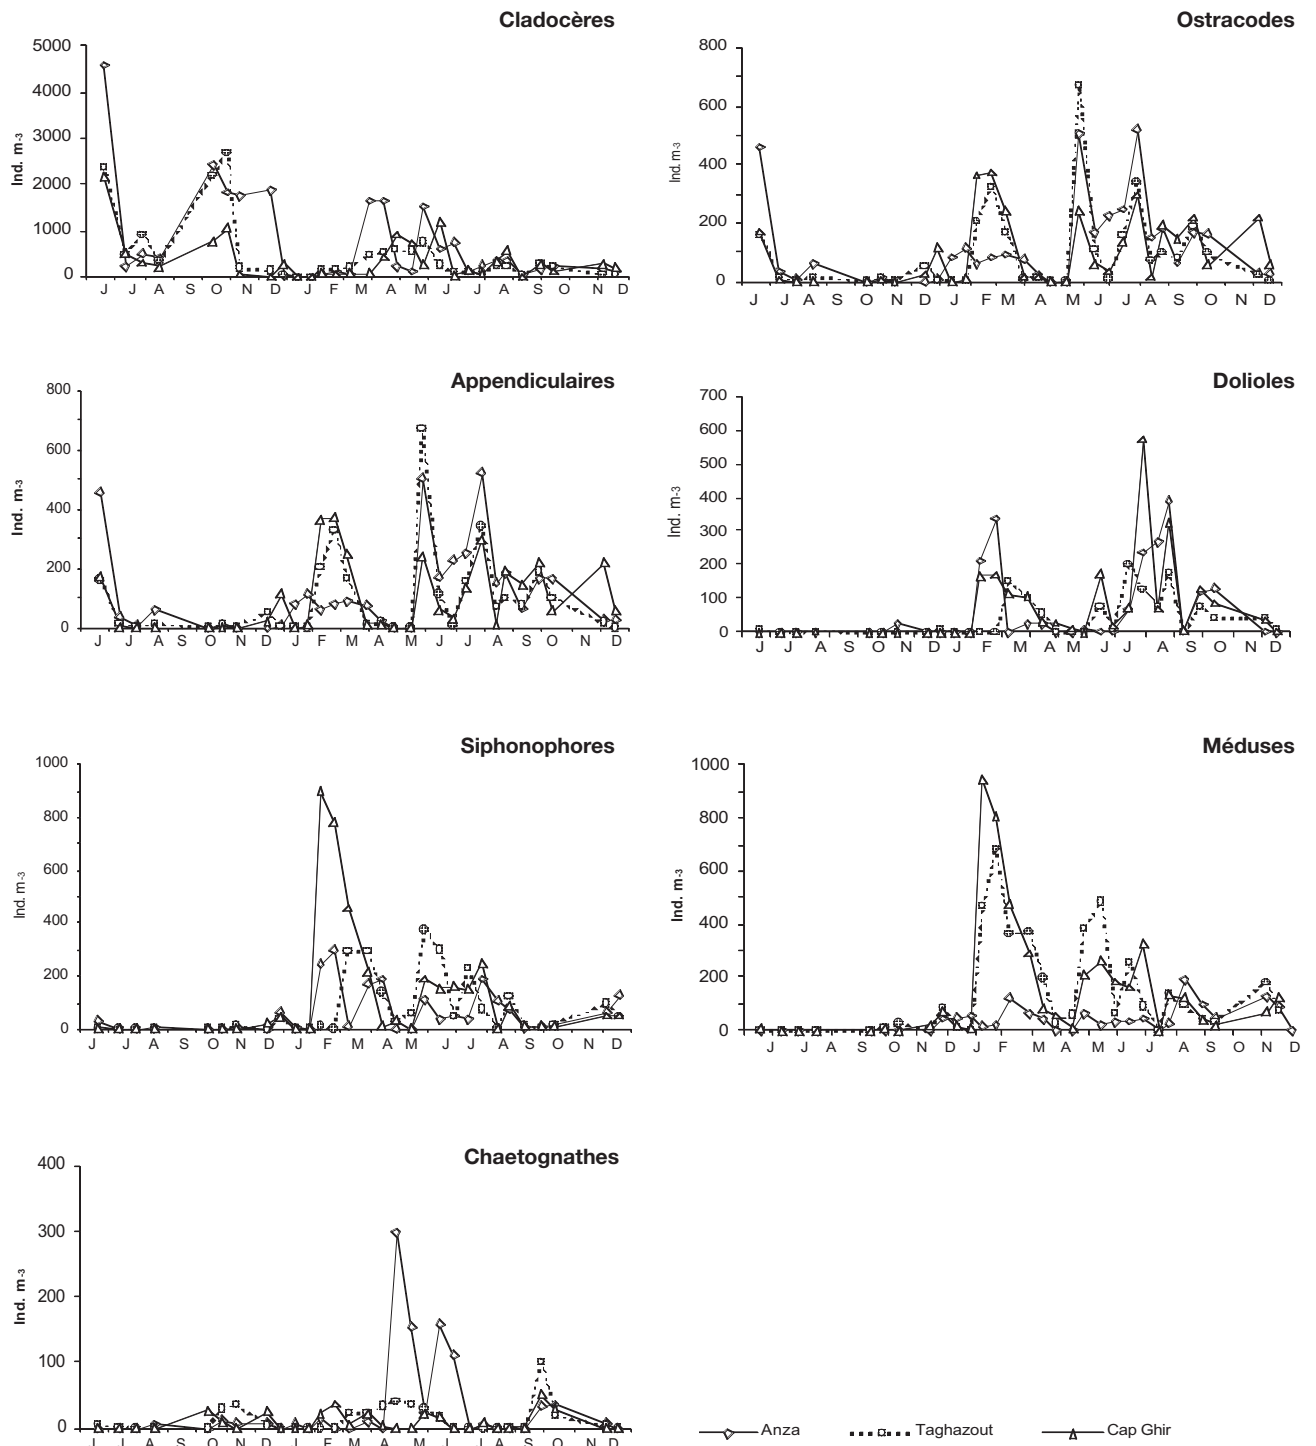 Cladocères
Ind. m-3
5000
4000
3000
2000
1000
0
J J A S O N D J F M A M J J A S O N D
Ostracodes
Ind. m-3
800
600
400
200
0
J J A S O N D J F M A M J J A S O N D
Appendiculaires
Ind. m-3
800
600
400
200
0
J J A S O N D J F M A M J J A S O N D
Dolioles
Ind. m-3
700
600
500
400
300
200
100
0
J J A S O N D J F M A M J J A S O N D
Siphonophores
Ind. m-3
1000
800
600
400
200
0
J J A S O N D J F M A M J J A S O N D
Méduses
Ind. m-3
1000
800
600
400
200
0
J J A S O N D J F M A M J J A S O N D
Chaetognathes
Ind. m-3
400
300
200
100
0
J J A S O N D J F M A M J J A S O N D
Anza Taghazout Cap Ghir